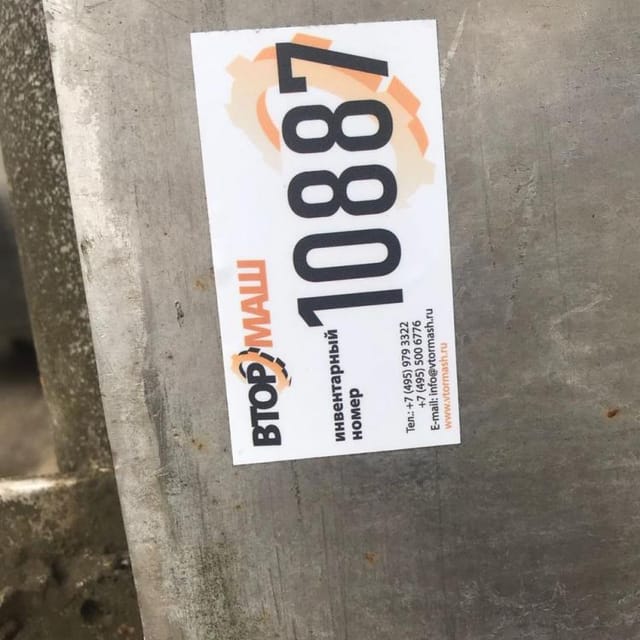 ВТОРМАШ
инвентарный
номер
10887
Тел.: +7 (495) 979 3322
+7 (495) 500 6776
E-mail: info@vtormash.ru
www.vtormash.ru